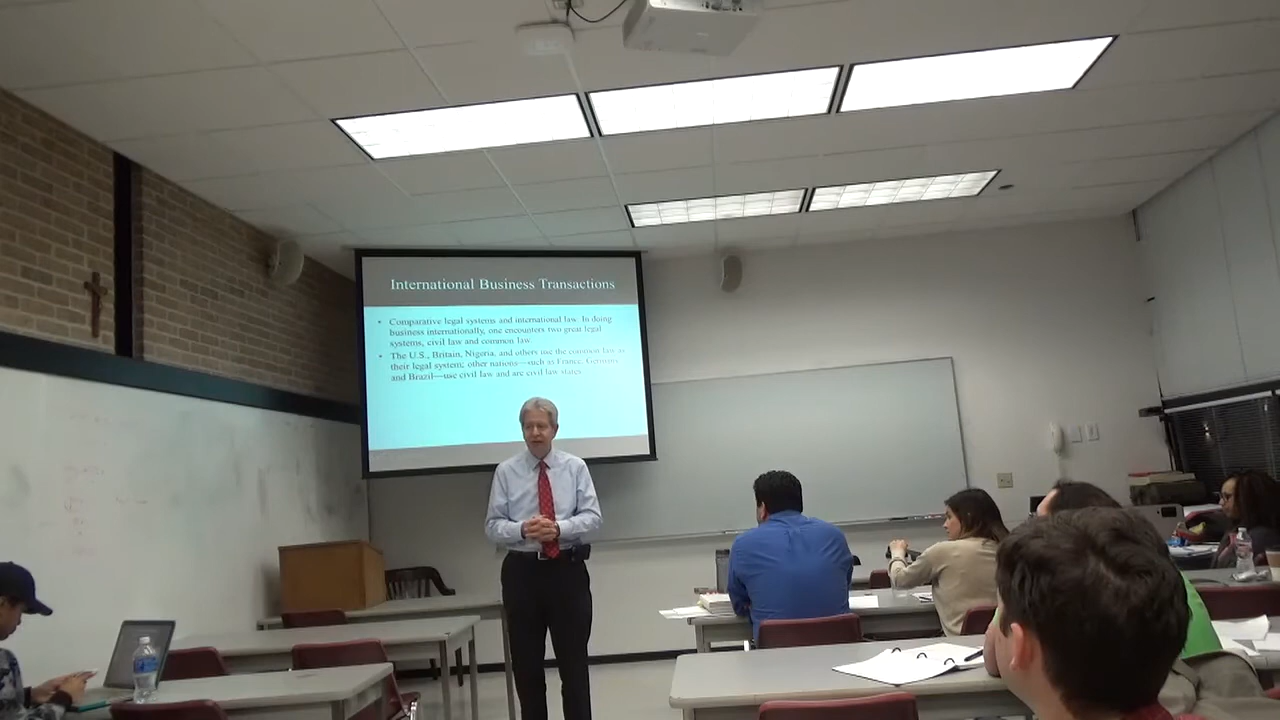 International Business Transactions
• Comparative legal systems and international law. In doing
business internationally, one encounters two great legal
systems, civil law and common law.
• The U.S., Britain, Nigeria, and others use the common law as
their legal system; other nations—such as France, Germany
and Brazil—use civil law and are civil law states.